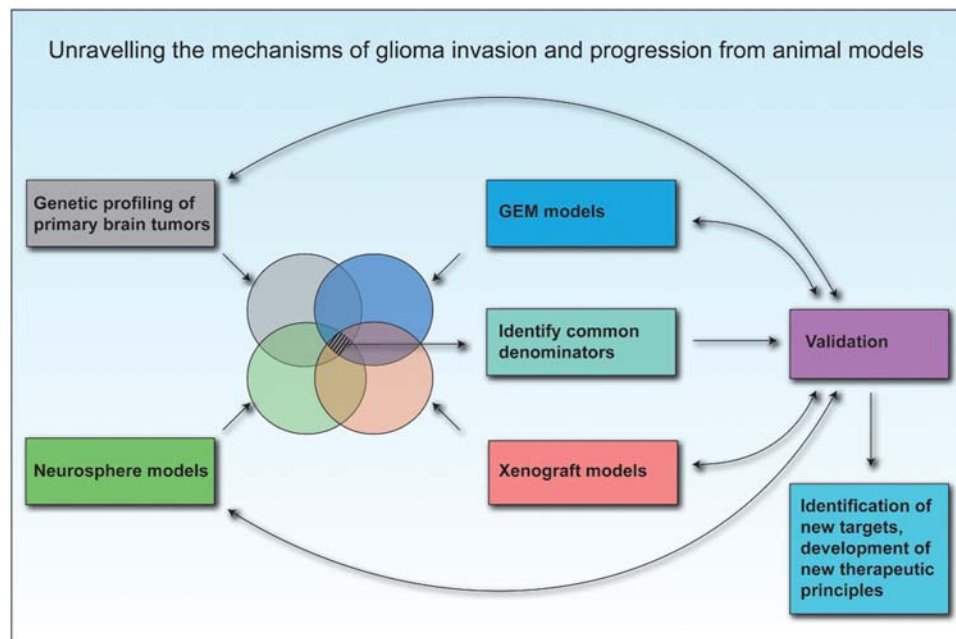 Unravelling the mechanisms of glioma invasion and progression from animal models
Genetic profiling of
primary brain tumors
GEM models
Identify common
denominators
Validation
Neurosphere models
Xenograft models
Identification of
new targets,
development of
new therapeutic
principles